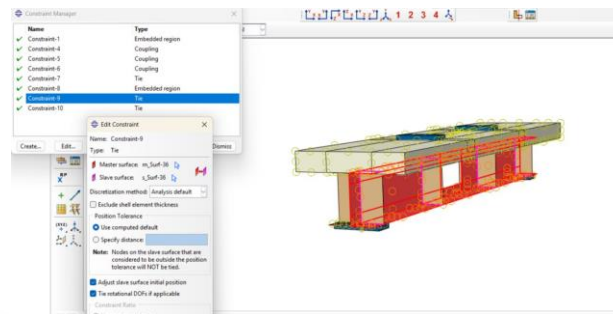 Constraint Manager
Name Type
Constraint-1 Embedded region
Constraint-4 Coupling
Constraint-5 Coupling
Constraint-6 Coupling
Constraint-7 Tie
Constraint-8 Embedded region
Constraint-9 Tie
Constraint-10 Tie
Create... Edit... Dismiss
1 2 3 4
Edit Constraint
Name: Constraint-9
Type: Tie
Master surface: m_Surf-36
Slave surface: s_Surf-36
Discretization method: Analysis default
Exclude shell element thickness
Position Tolerance
Use computed default
Specify distance:
Note: Nodes on the slave surface that are
considered to be outside the position
tolerance will NOT be tied.
Adjust slave surface initial position
Tie rotational DOFs if applicable
Constraint Ratio